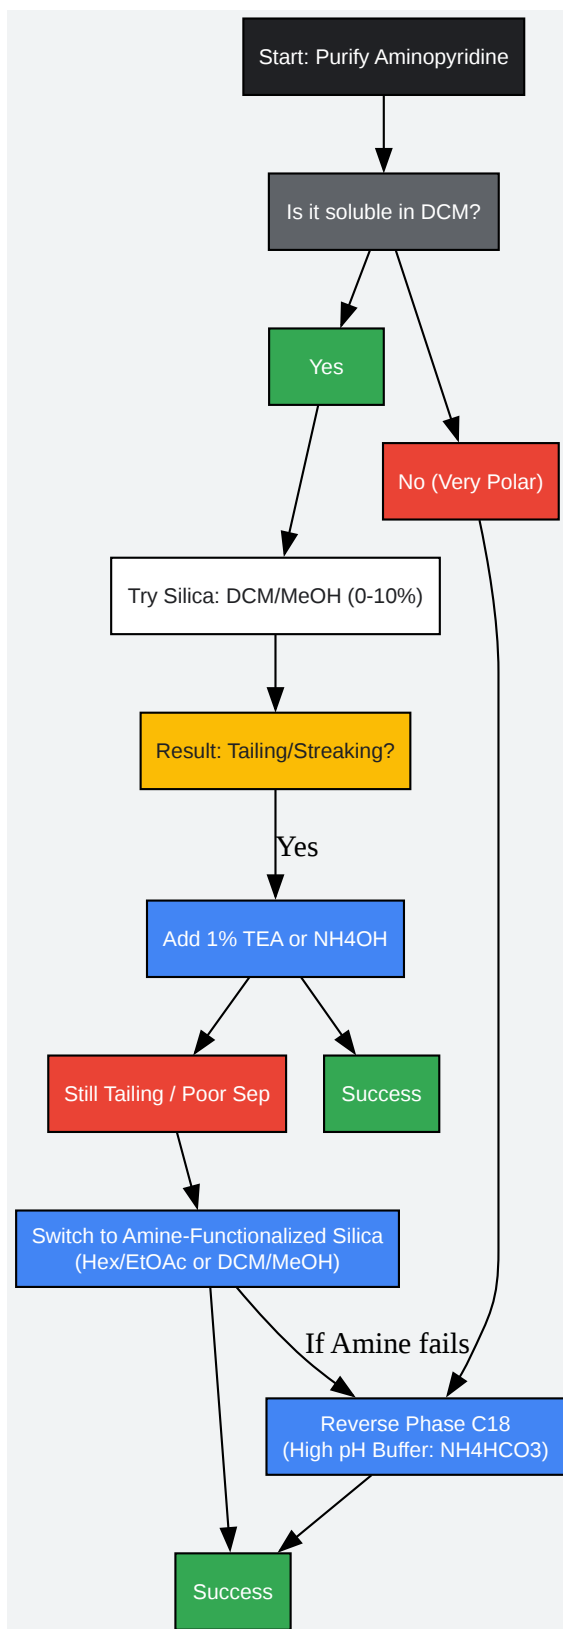 Start: Purify Aminopyridine
Is it soluble in DCM?
Yes
No (Very Polar)
Try Silica: DCM/MeOH (0-10%)
Result: Tailing/Streaking?
Yes
Add 1% TEA or NH4OH
Still Tailing / Poor Sep
Success
Switch to Amine-Functionalized Silica
(Hex/EtOAc or DCM/MeOH)
If Amine fails
Reverse Phase C18
(High pH Buffer: NH4HCO3)
Success